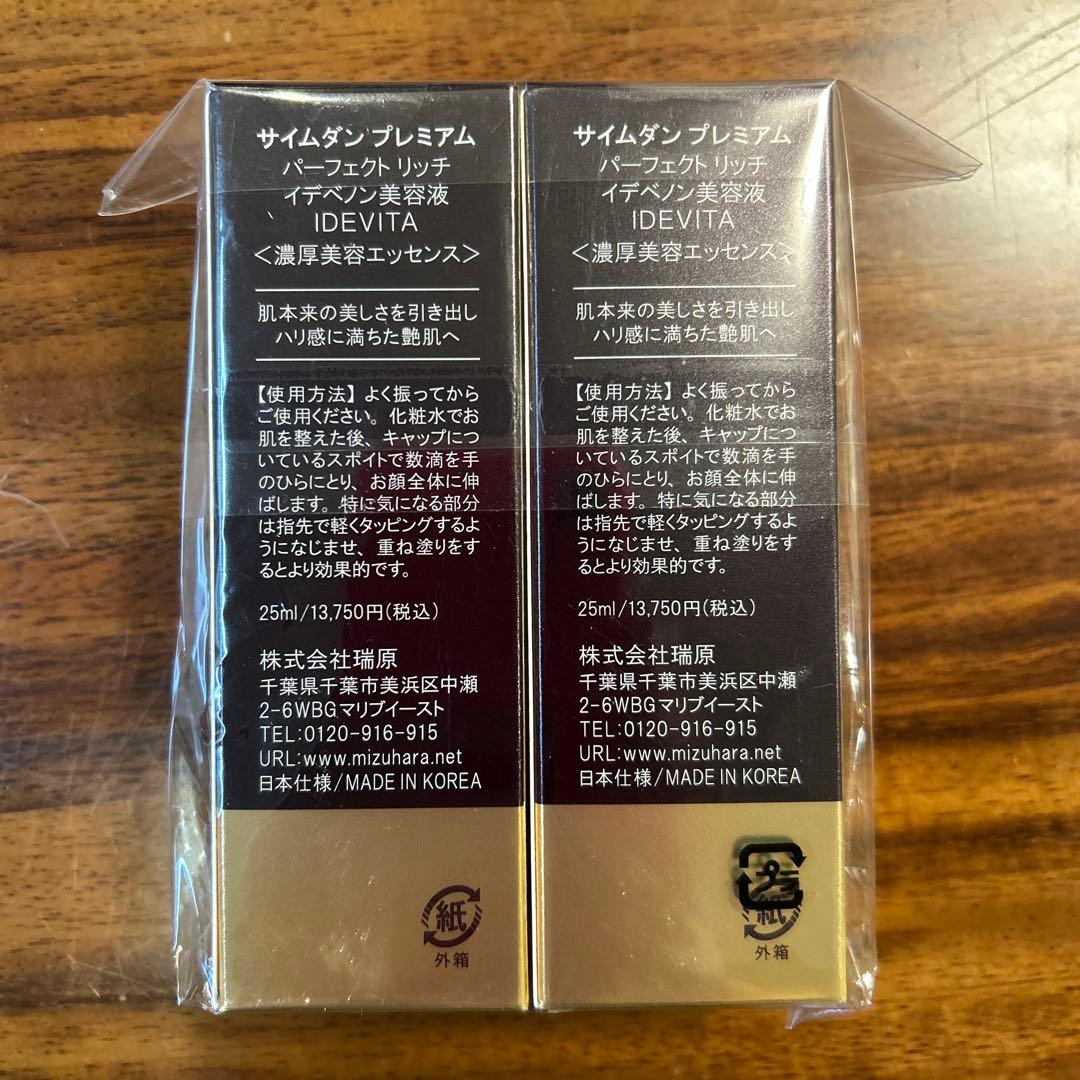 サイムダン プレミアム
パーフェクト リッチ
イデベノン美容液
IDEVITA
＜濃厚美容エッセンス＞
肌本来の美しさを引き出し
ハリ感に満ちた艶肌へ
【使用方法】よく振ってから
ご使用ください。化粧水でお
肌を整えた後、キャップにつ
いているスポイトで数滴を手
のひらにとり、お顔全体に伸
ばします。特に気になる部分
は指先で軽くタッピングするよ
うになじませ、重ね塗りをす
るとより効果的です。
25ml/13,750円(税込)
株式会社瑞原
千葉県千葉市美浜区中瀬
2-6WBGマリブイースト
TEL:0120-916-915
URL:www.mizuhara.net
日本仕様/MADE IN KOREA
紙
外箱
サイムダン プレミアム
パーフェクト リッチ
イデベノン美容液
IDEVITA
＜濃厚美容エッセンス＞
肌本来の美しさを引き出し
ハリ感に満ちた艶肌へ
【使用方法】よく振ってから
ご使用ください。化粧水でお
肌を整えた後、キャップにつ
いているスポイトで数滴を手
のひらにとり、お顔全体に伸
ばします。特に気になる部分
は指先で軽くタッピングするよ
うになじませ、重ね塗りをす
るとより効果的です。
25ml/13,750円(税込)
株式会社瑞原
千葉県千葉市美浜区中瀬
2-6WBGマリブイースト
TEL:0120-916-915
URL:www.mizuhara.net
日本仕様/MADE IN KOREA
プラ
紙
外箱